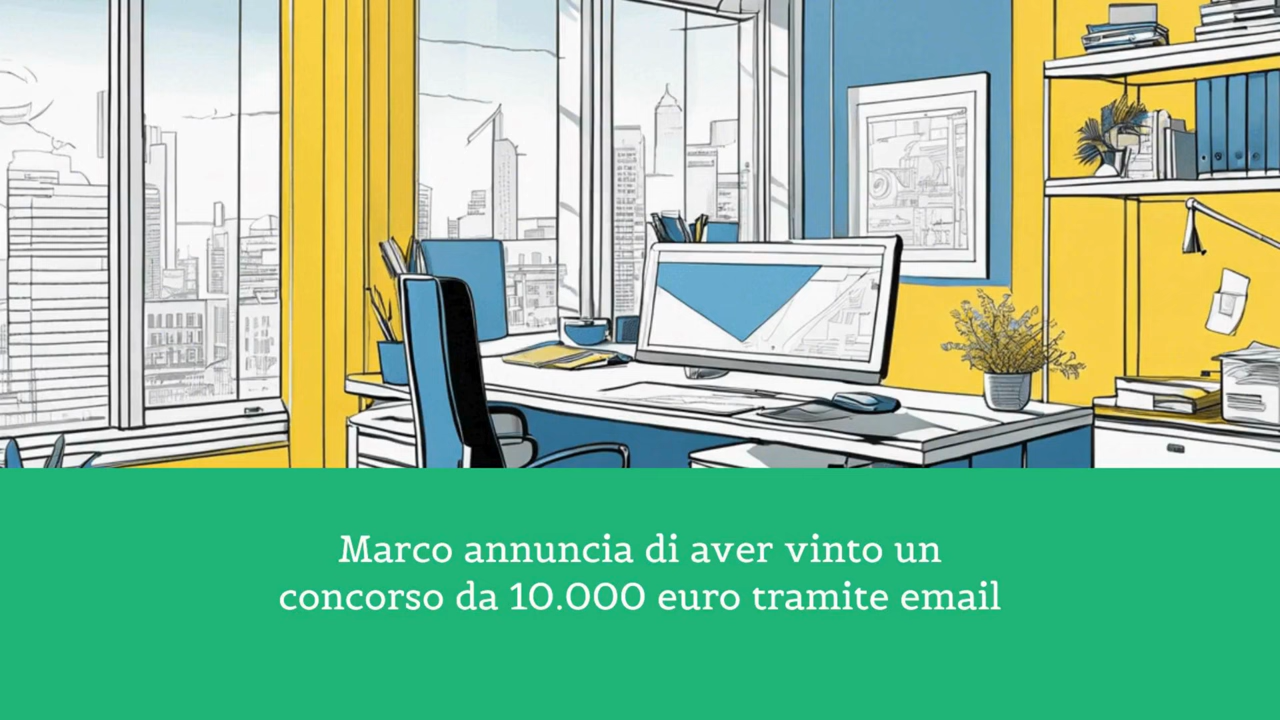 Marco annuncia di aver vinto un
concorso da 10.000 euro tramite email